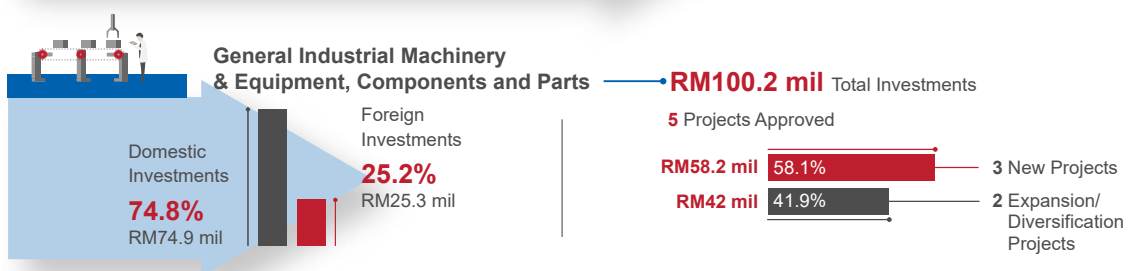 General Industrial Machinery
& Equipment, Components and Parts
RM100.2 mil Total Investments
5 Projects Approved
Domestic
Investments
74.8%
RM74.9 mil
Foreign
Investments
25.2%
RM25.3 mil
RM58.2 mil 58.1% 3 New Projects
RM42 mil 41.9% 2 Expansion/
Diversification
Projects